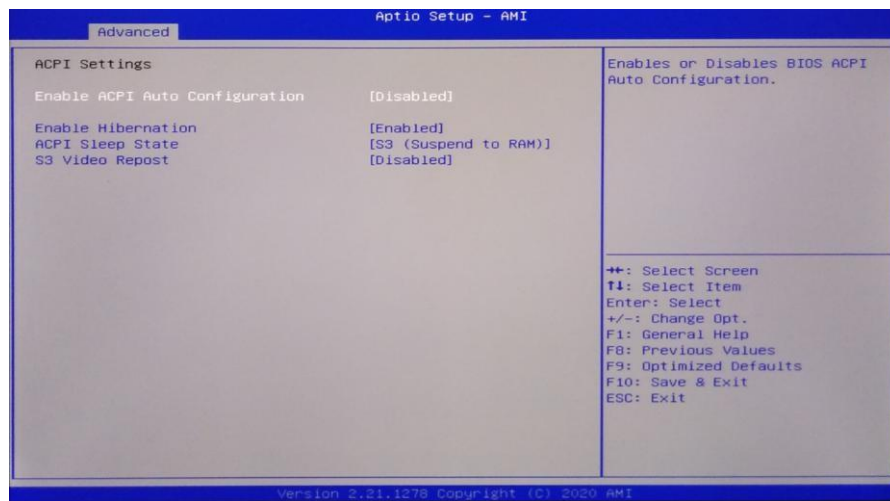 Aptio Setup - AMI
Advanced
ACPI Settings
Enable ACPI Auto Configuration [Disabled]
Enable Hibernation [Enabled]
ACPI Sleep State [S3 (Suspend to RAM)]
S3 Video Repost [Disabled]
Enables or Disables BIOS ACPI
Auto Configuration.
→←: Select Screen
↑↓: Select Item
Enter: Select
+/-: Change Opt.
F1: General Help
F8: Previous Values
F9: Optimized Defaults
F10: Save & Exit
ESC: Exit
Version 2.21.1278 Copyright (C) 2020 AMI